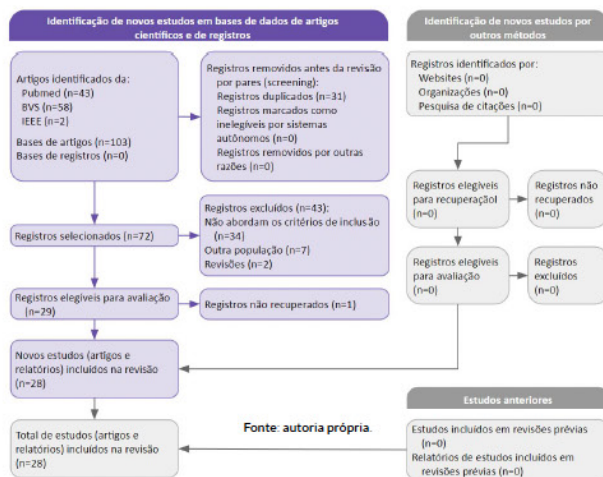 Identificação de novos estudos em bases de dados de artigos
científicos e de registros
Artigos identificados da:
Pubmed (n=43)
BVS (n=58)
IEEE (n=2)
Bases de artigos (n=103)
Bases de registros (n=0)
Registros removidos antes da revisão
por pares (screening):
Registros duplicados (n=31)
Registros marcados como
inelegíveis por sistemas
autônomos (n=0)
Registros removidos por outras
razões (n=0)
Registros selecionados (n=72)
Registros excluídos (n=43):
Não abordam os critérios de inclusão
(n=34)
Outra população (n=7)
Revisões (n=2)
Registros elegíveis para avaliação
(n=29)
Registros não recuperados (n=1)
Novos estudos (artigos e
relatórios) incluídos na revisão
(n=28)
Total de estudos (artigos e
relatórios) incluídos na revisão
(n=28)
Identificação de novos estudos por
outros métodos
Registros identificados por:
Websites (n=0)
Organizações (n=0)
Pesquisa de citações (n=0)
Registros elegíveis
para recuperaçãol
(n=0)
Registros não
recuperados
(n=0)
Registros elegíveis
para avaliação
(n=0)
Registros
excluídos
(n=0)
Estudos anteriores
Estudos incluídos em revisões prévias
(n=0)
Relatórios de estudos incluídos em
revisões prévias (n=0)
Fonte: autoria própria.